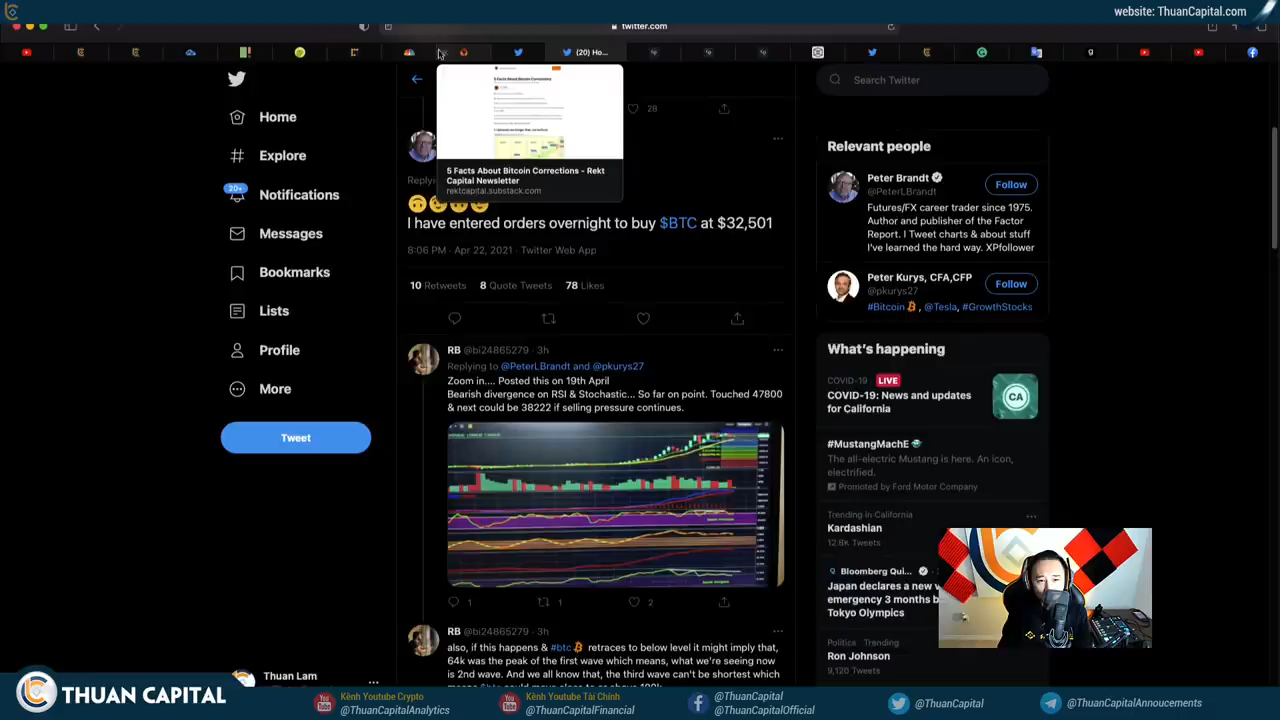 website: ThuanCapital.com
twitter.com
(20) Ho...
Search Twitter
28
5 Facts About Bitcoin Corrections
5 Facts About Bitcoin Corrections - Rekt
Capital Newsletter
rektcapital.substack.com
Home
Explore
20+
Notifications
Messages
Bookmarks
Lists
Profile
More
Tweet
Thuan Lam
I have entered orders overnight to buy $BTC at $32,501
8:06 PM · Apr 22, 2021 · Twitter Web App
10 Retweets 8 Quote Tweets 78 Likes
RB @bi24865279 · 3h
Replying to @PeterLBrandt and @pkurys27
Zoom in.... Posted this on 19th April
Bearish divergence on RSI & Stochastic... So far on point. Touched 47800
& next could be 38222 if selling pressure continues.
1 1 2
RB @bi24865279 · 3h
also, if this happens & #btc retraces to below level it might imply that,
64k was the peak of the first wave which means, what we're seeing now
is 2nd wave. And we all know that, the third wave can't be shortest which
Relevant people
Peter Brandt
@PeterLBrandt
Follow
Futures/FX career trader since 1975.
Author and publisher of the Factor
Report. I Tweet charts & about stuff
I've learned the hard way. XPfollower
Peter Kurys, CFA,CFP
@pkurys27
Follow
#Bitcoin , @Tesla, #GrowthStocks
What's happening
COVID-19 LIVE
COVID-19: News and updates
for California
CA
#MustangMachE
The all-electric Mustang is here. An icon,
electrified.
Promoted by Ford Motor Company
Trending in California
Kardashian
12.8K Tweets
Bloomberg Qui...
Japan declares a new
emergency 3 months b
Tokyo Olympics
Politics · Trending
Ron Johnson
9,120 Tweets
THUAN CAPITAL
Kênh Youtube Crypto
@ThuanCapitalAnalytics
Kênh Youtube Tài Chính
@ThuanCapitalFinancial
@ThuanCapital
@ThuanCapitalOfficial
@ThuanCapital
@ThuanCapitalAnnoucements